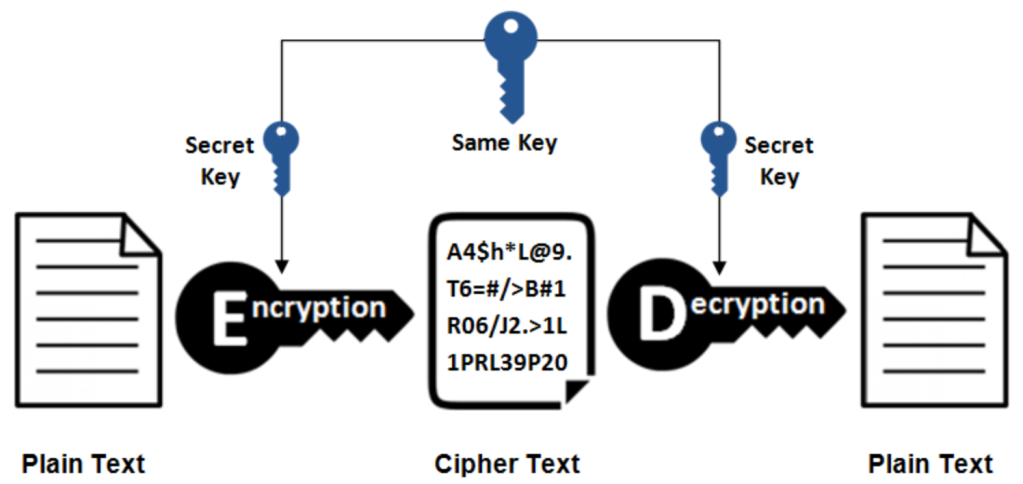 Same Key
Secret
Key
Secret
Key
Encryption
A4$h*L@9.
T6=#/>B#1
R06/J2.>1L
1PRL39P20
Decryption
Plain Text
Cipher Text
Plain Text